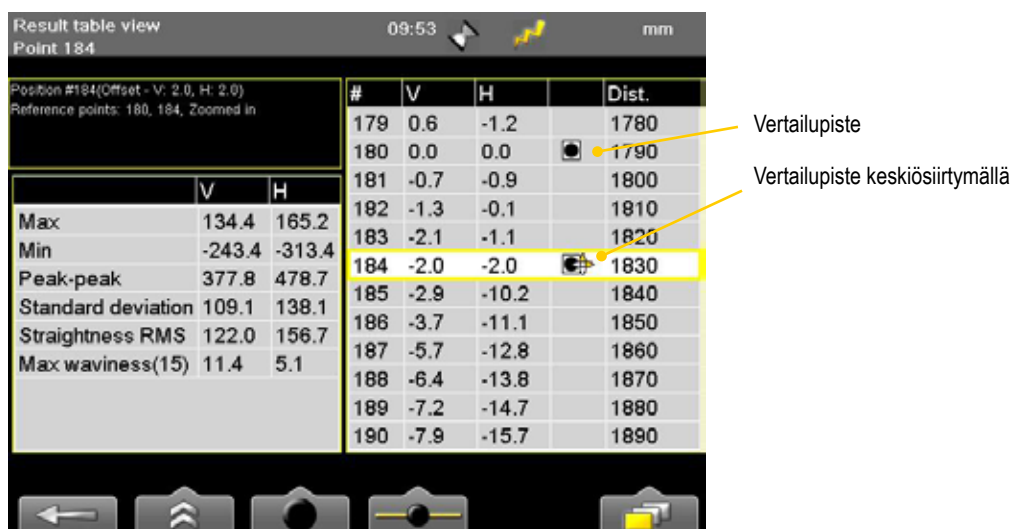 Result table view
Point 184
09:53
mm
Position #184(Offset - V: 2.0, H: 2.0)
Reference points: 180, 184, Zoomed in
V H
Max 134.4 165.2
Min -243.4 -313.4
Peak-peak 377.8 478.7
Standard deviation 109.1 138.1
Straightness RMS 122.0 156.7
Max waviness(15) 11.4 5.1
# V H Dist.
179 0.6 -1.2 1780
180 0.0 0.0 1790
181 -0.7 -0.9 1800
182 -1.3 -0.1 1810
183 -2.1 -1.1 1820
184 -2.0 -2.0 1830
185 -2.9 -10.2 1840
186 -3.7 -11.1 1850
187 -5.7 -12.8 1860
188 -6.4 -13.8 1870
189 -7.2 -14.7 1880
190 -7.9 -15.7 1890
Vertailupiste
Vertailupiste keskiösiirtymällä